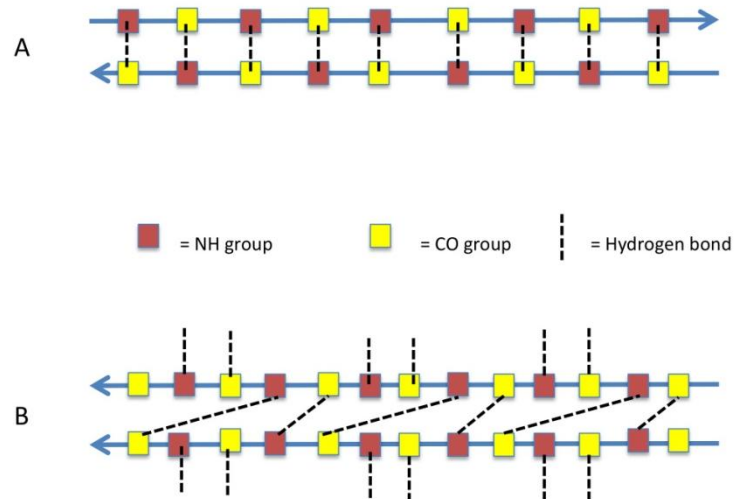 A
= NH group
= CO group
= Hydrogen bond
B